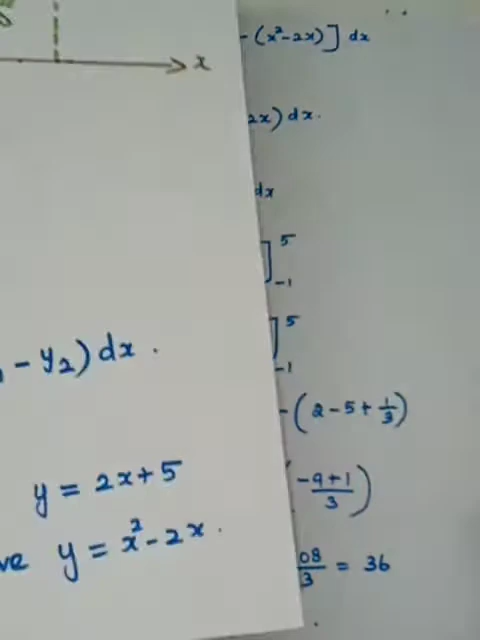 x
- y₂) dx .
y = 2x+5
y = x² - 2x .
- (x²-2x)] dx
2x) dx .
dx
]⁵₋₁
]⁵₋₁
-(2-5+1/3)
-9+1/3)
08/3 = 36